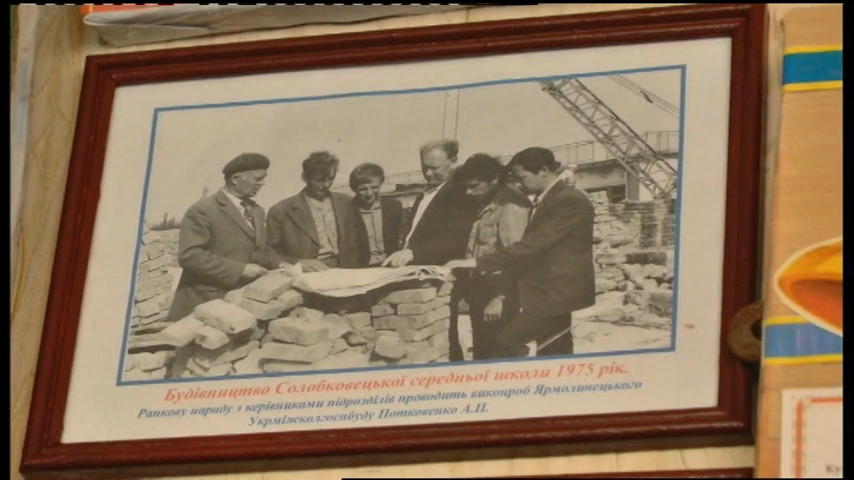 Будівництво Солобковецької середньої школи 1975 рік.
Ранкову нараду з керівниками підрозділів проводить виконроб Ярмолинецького
Укрміжколгоспбуду Потковенко А.П.